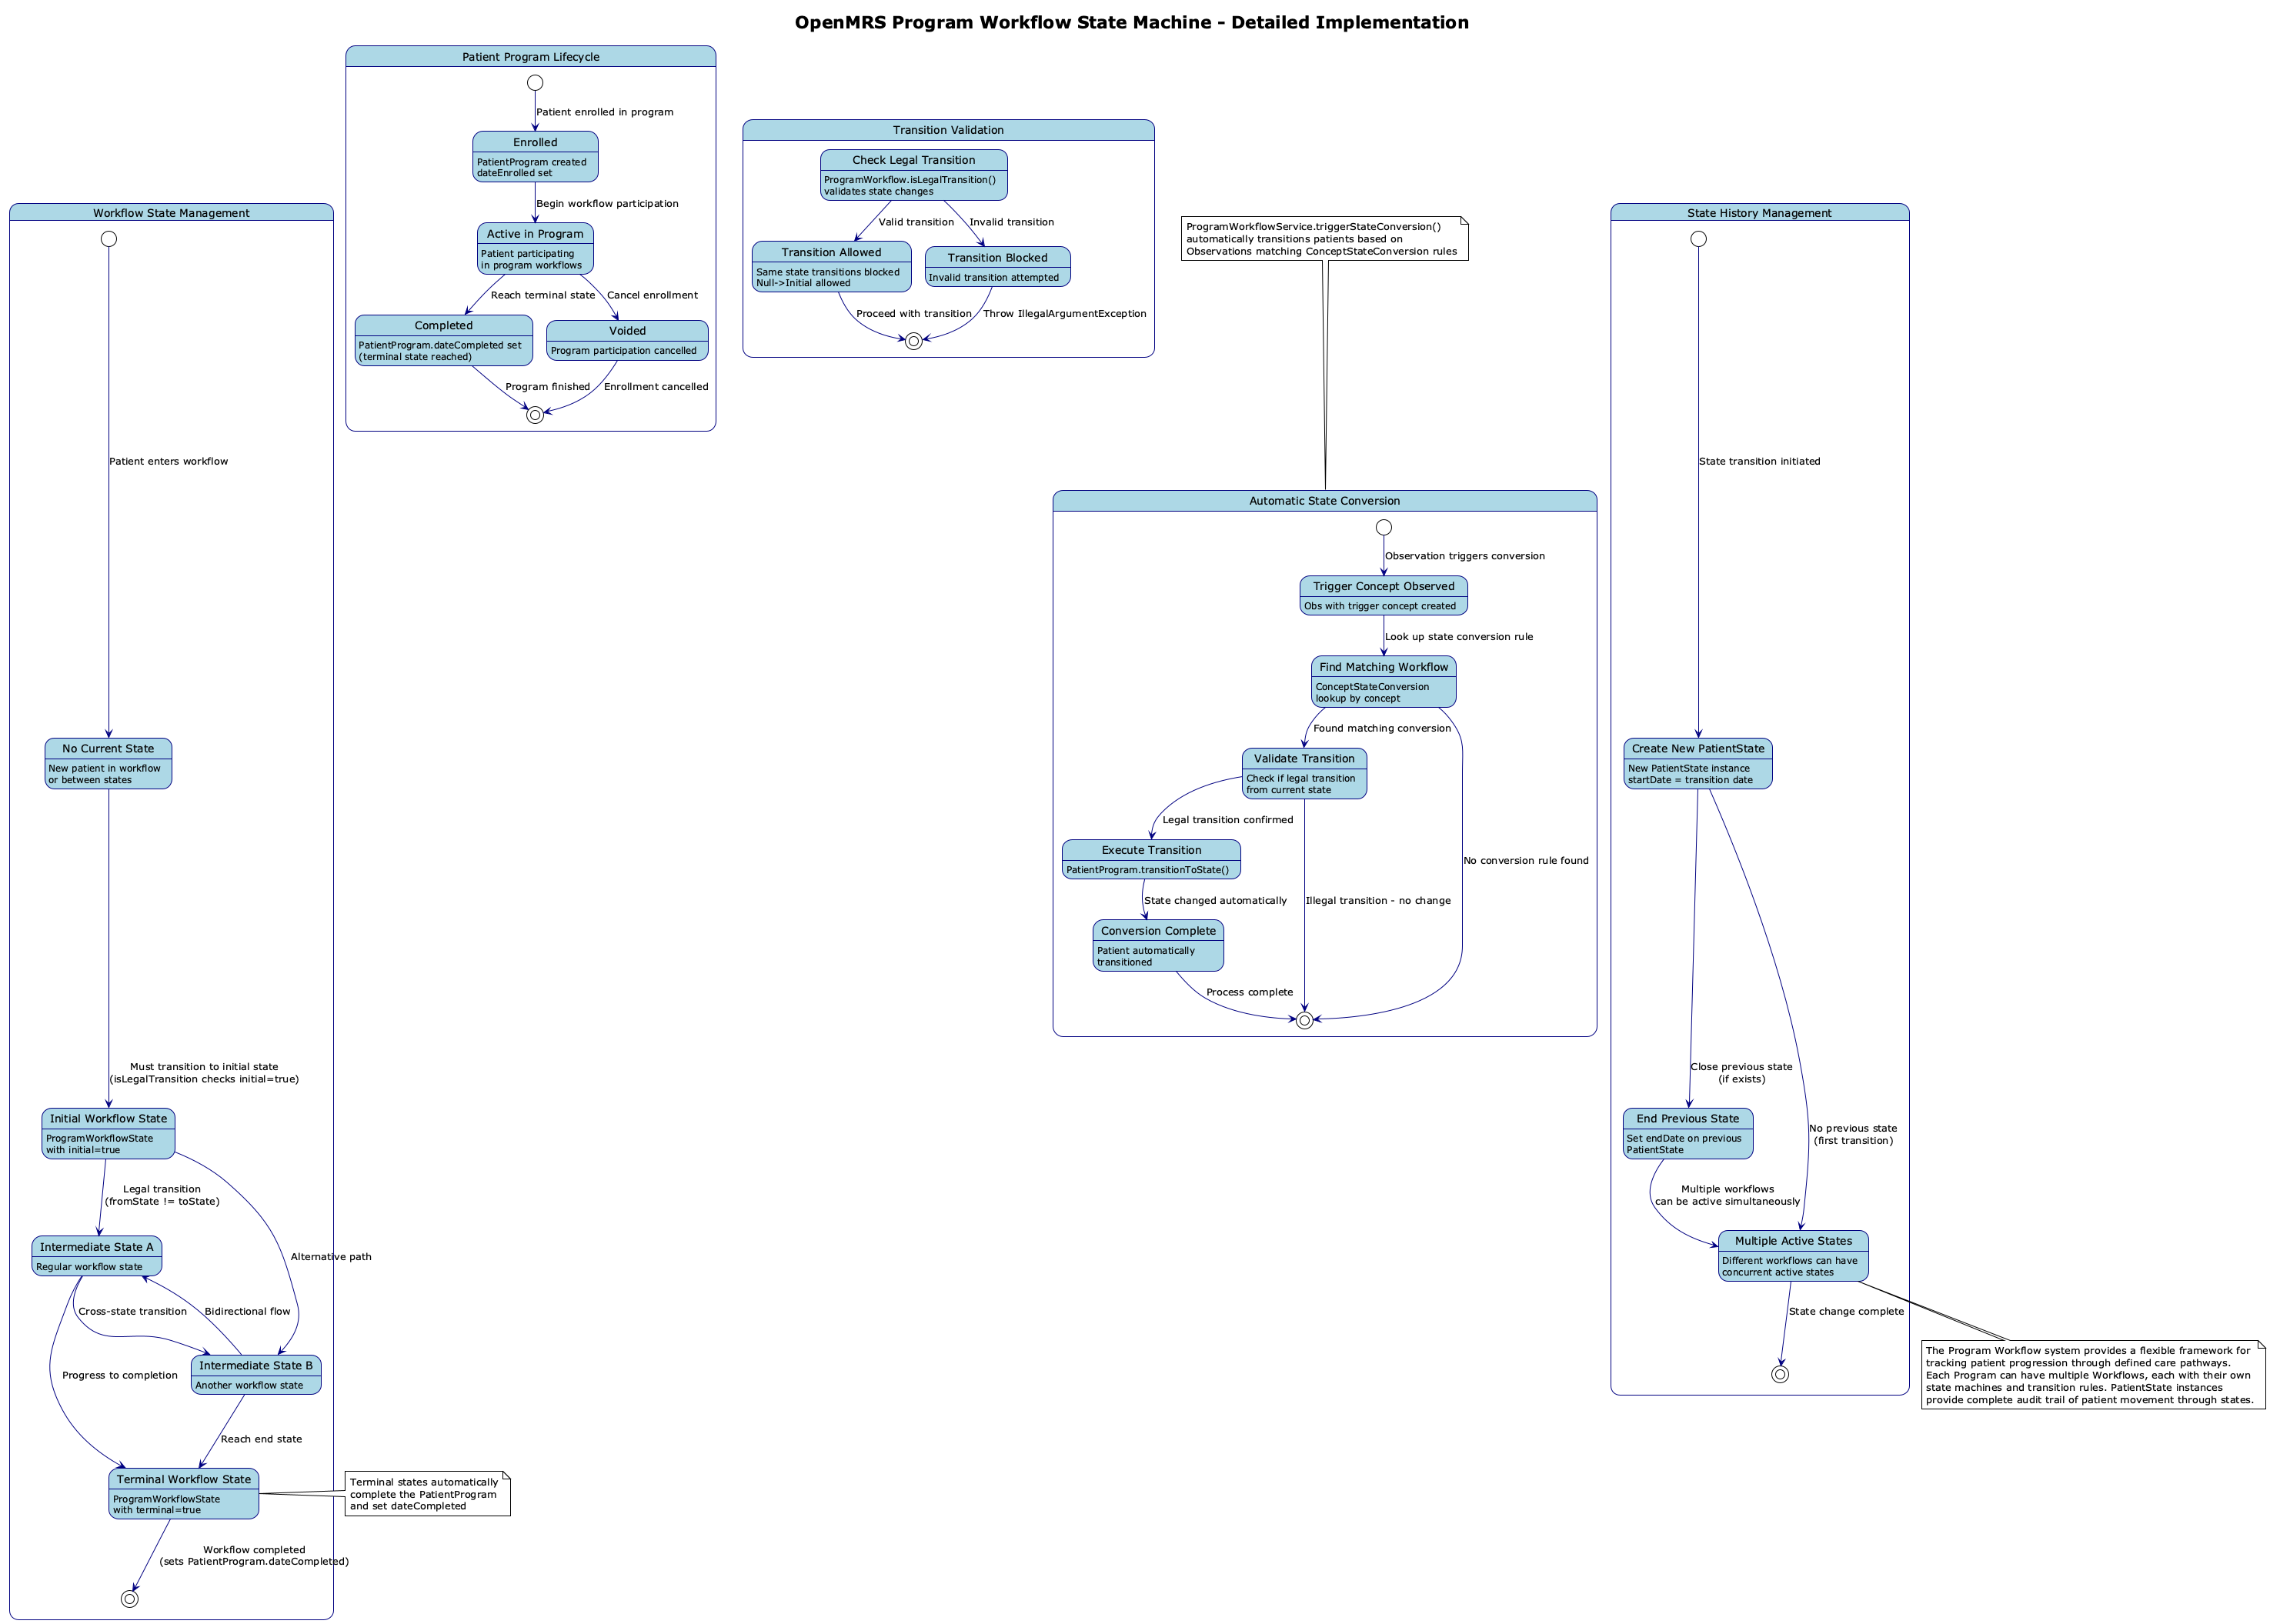 OpenMRS Program Workflow State Machine - Detailed Implementation
Workflow State Management
Patient enters workflow
No Current State
New patient in workflow
or between states
Must transition to initial state
(isLegalTransition checks initial=true)
Initial Workflow State
ProgramWorkflowState
with initial=true
Legal transition
(fromState != toState)
Alternative path
Intermediate State A
Regular workflow state
Cross-state transition
Bidirectional flow
Intermediate State B
Another workflow state
Progress to completion
Reach end state
Terminal Workflow State
ProgramWorkflowState
with terminal=true
Workflow completed
(sets PatientProgram.dateCompleted)
Terminal states automatically
complete the PatientProgram
and set dateCompleted
Patient Program Lifecycle
Patient enrolled in program
Enrolled
PatientProgram created
dateEnrolled set
Begin workflow participation
Active in Program
Patient participating
in program workflows
Reach terminal state
Cancel enrollment
Completed
PatientProgram.dateCompleted set
(terminal state reached)
Voided
Program participation cancelled
Program finished
Enrollment cancelled
Transition Validation
Check Legal Transition
ProgramWorkflow.isLegalTransition()
validates state changes
Valid transition
Invalid transition
Transition Allowed
Same state transitions blocked
Null->Initial allowed
Transition Blocked
Invalid transition attempted
Proceed with transition
Throw IllegalArgumentException
ProgramWorkflowService.triggerStateConversion()
automatically transitions patients based on
Observations matching ConceptStateConversion rules
Automatic State Conversion
Observation triggers conversion
Trigger Concept Observed
Obs with trigger concept created
Look up state conversion rule
Find Matching Workflow
ConceptStateConversion
lookup by concept
Found matching conversion
Validate Transition
Check if legal transition
from current state
Legal transition confirmed
Execute Transition
PatientProgram.transitionToState()
No conversion rule found
State changed automatically
Illegal transition - no change
Conversion Complete
Patient automatically
transitioned
Process complete
State History Management
State transition initiated
Create New PatientState
New PatientState instance
startDate = transition date
Close previous state
(if exists)
End Previous State
Set endDate on previous
PatientState
No previous state
(first transition)
Multiple workflows
can be active simultaneously
Multiple Active States
Different workflows can have
concurrent active states
State change complete
The Program Workflow system provides a flexible framework for
tracking patient progression through defined care pathways.
Each Program can have multiple Workflows, each with their own
state machines and transition rules. PatientState instances
provide complete audit trail of patient movement through states.